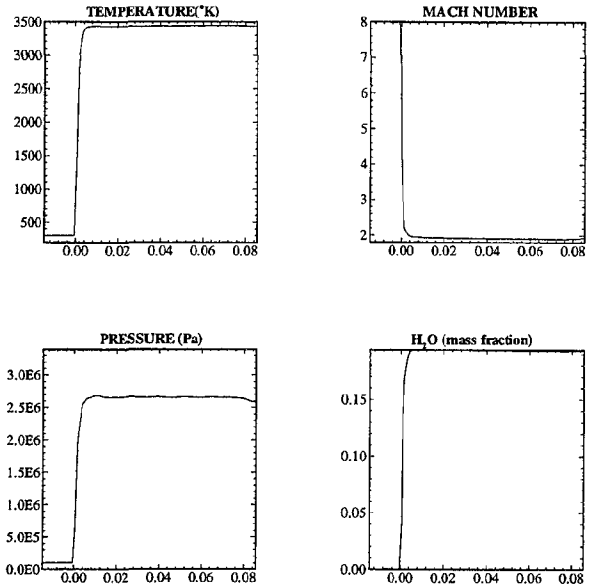 TEMPERATURE(°K)
3500
3000
2500
2000
1500
1000
500
0.00 0.02 0.04 0.06 0.08
MACH NUMBER
8
7
6
5
4
3
2
0.00 0.02 0.04 0.06 0.08
PRESSURE (Pa)
3.0E6
2.5E6
2.0E6
1.5E6
1.0E6
5.0E5
0.0E0
0.00 0.02 0.04 0.06 0.08
H₂O (mass fraction)
0.15
0.10
0.05
0.00
0.00 0.02 0.04 0.06 0.08